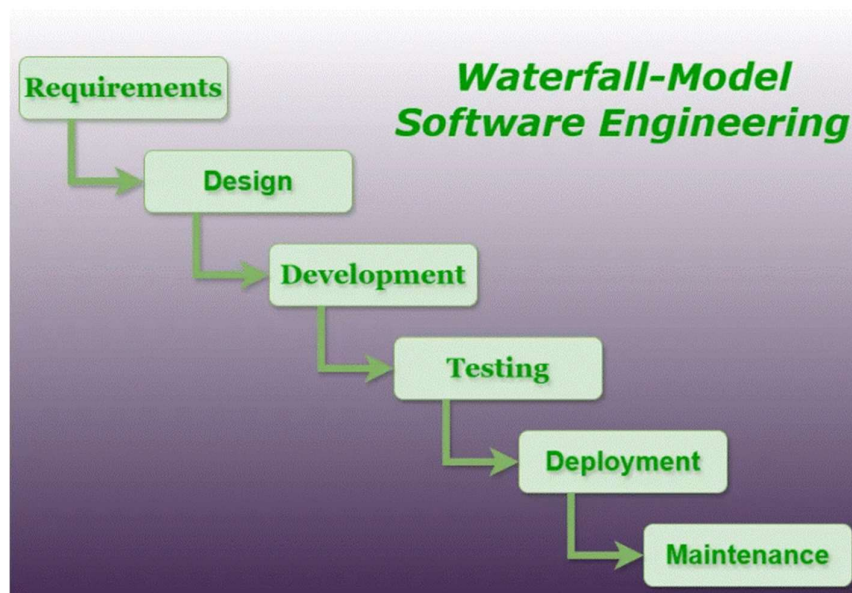 Waterfall-Model
Software Engineering
Requirements
Design
Development
Testing
Deployment
Maintenance